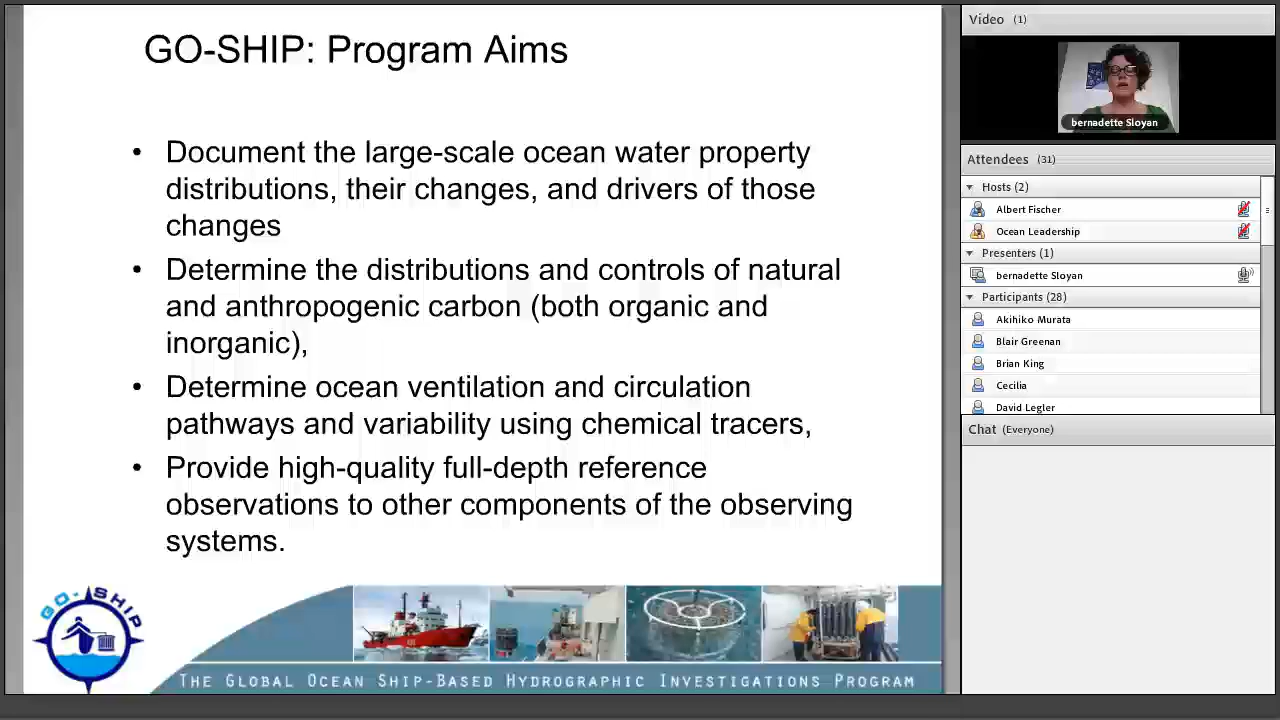 GO-SHIP: Program Aims
• Document the large-scale ocean water property
distributions, their changes, and drivers of those
changes
• Determine the distributions and controls of natural
and anthropogenic carbon (both organic and
inorganic),
• Determine ocean ventilation and circulation
pathways and variability using chemical tracers,
• Provide high-quality full-depth reference
observations to other components of the observing
systems.
GO-SHIP
THE GLOBAL OCEAN SHIP-BASED HYDROGRAPHIC INVESTIGATIONS PROGRAM
Video (1)
bernadette Sloyan
Attendees (31)
Hosts (2)
Albert Fischer
Ocean Leadership
Presenters (1)
bernadette Sloyan
Participants (28)
Akihiko Murata
Blair Greenan
Brian King
Cecilia
David Legler
Chat (Everyone)